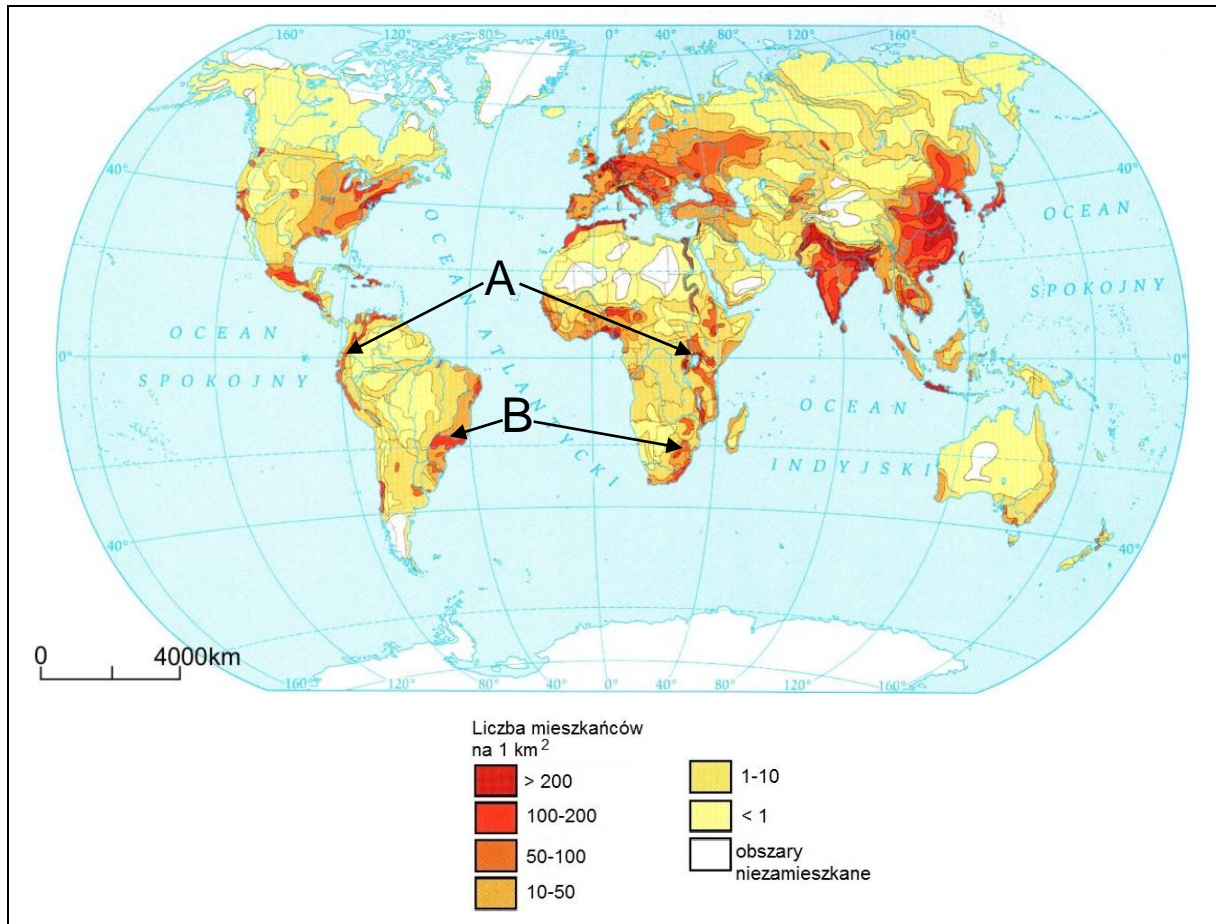 160° 120° 80° 40° 0° 40° 80° 120° 160°
40° 40°
OCEAN
ATLANTYCKI
OCEAN
SPOKOJNY
A
OCEAN
SPOKOJNY
0° 0°
B
OCEAN
INDYJSKI
40° 40°
0 4000km
160° 120° 80° 40° 0° 40° 80° 120° 160°
Liczba mieszkańców
na 1 km²
> 200
100-200
50-100
10-50
1-10
< 1
obszary
niezamieszkane